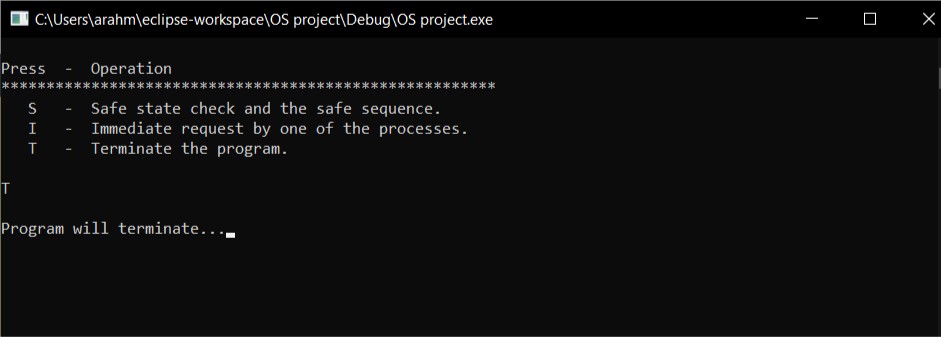 C:\Users\arahm\eclipse-workspace\OS project\Debug\OS project.exe
Press  -  Operation
*******************************************************
   S   -  Safe state check and the safe sequence.
   I   -  Immediate request by one of the processes.
   T   -  Terminate the program.
T
Program will terminate...